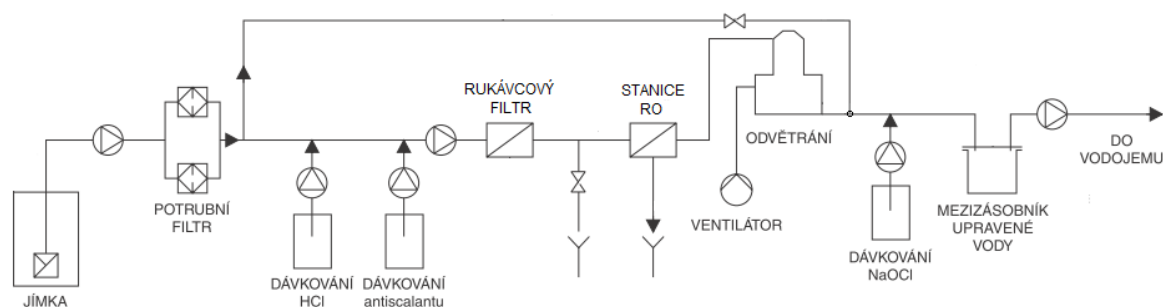 JÍMKA
POTRUBNÍ
FILTR
DÁVKOVÁNÍ
HCl
DÁVKOVÁNÍ
antiscalantu
RUKÁVCOVÝ
FILTR
STANICE
RO
VENTILÁTOR
ODVĚTRÁNÍ
DÁVKOVÁNÍ
NaOCl
MEZIZÁSOBNÍK
UPRAVENÉ
VODY
DO
VODOJEMU